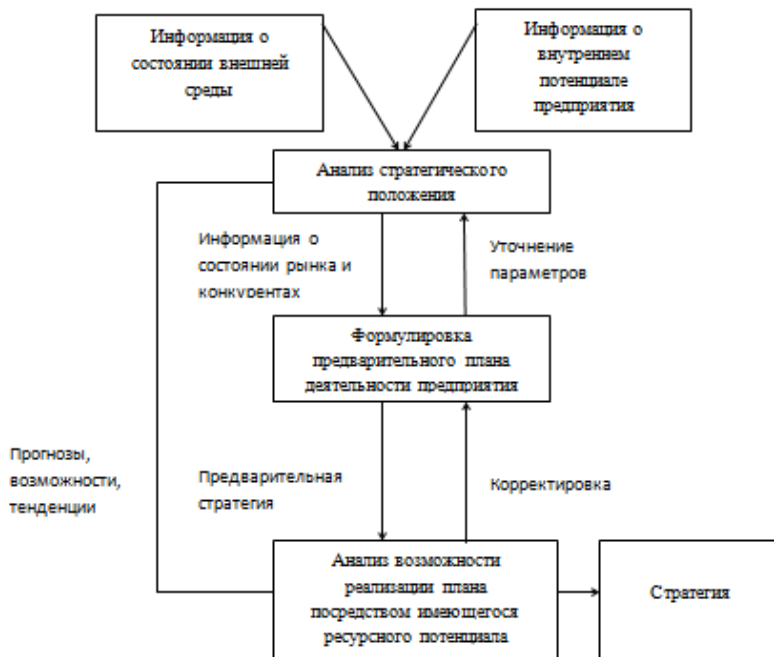 Информация о
состоянии внешней
среды
Информация о
внутреннем
потенциале
предприятия
Анализ стратегического
положения
Информация о
состоянии рынка и
конкурентах
Уточнение
параметров
Формулировка
предварительного плана
деятельности предприятия
Прогнозы,
возможности,
тенденции
Предварительная
стратегия
Корректировка
Анализ возможности
реализации плана
посредством имеющегося
ресурсного потенциала
Стратегия